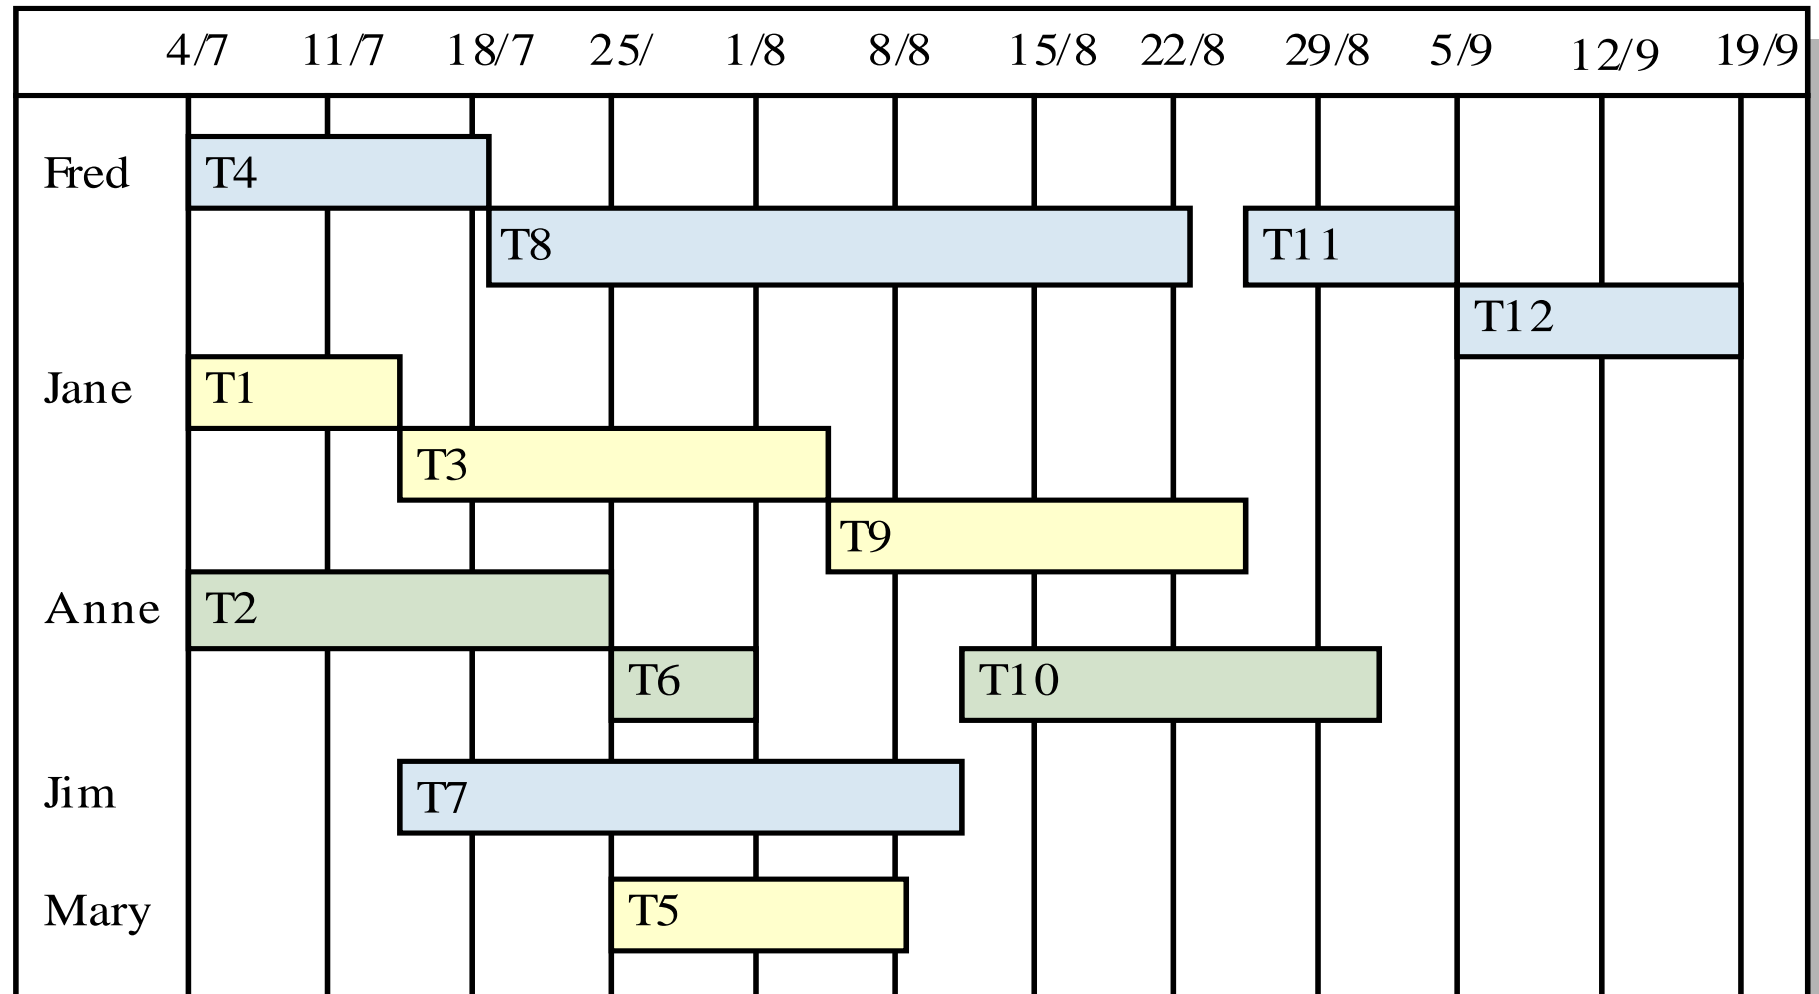 4/7 11/7 18/7 25/ 1/8 8/8 15/8 22/8 29/8 5/9 12/9 19/9
Fred T4
T8 T11
T12
Jane T1
T3
T9
Anne T2
T6 T10
Jim T7
Mary T5